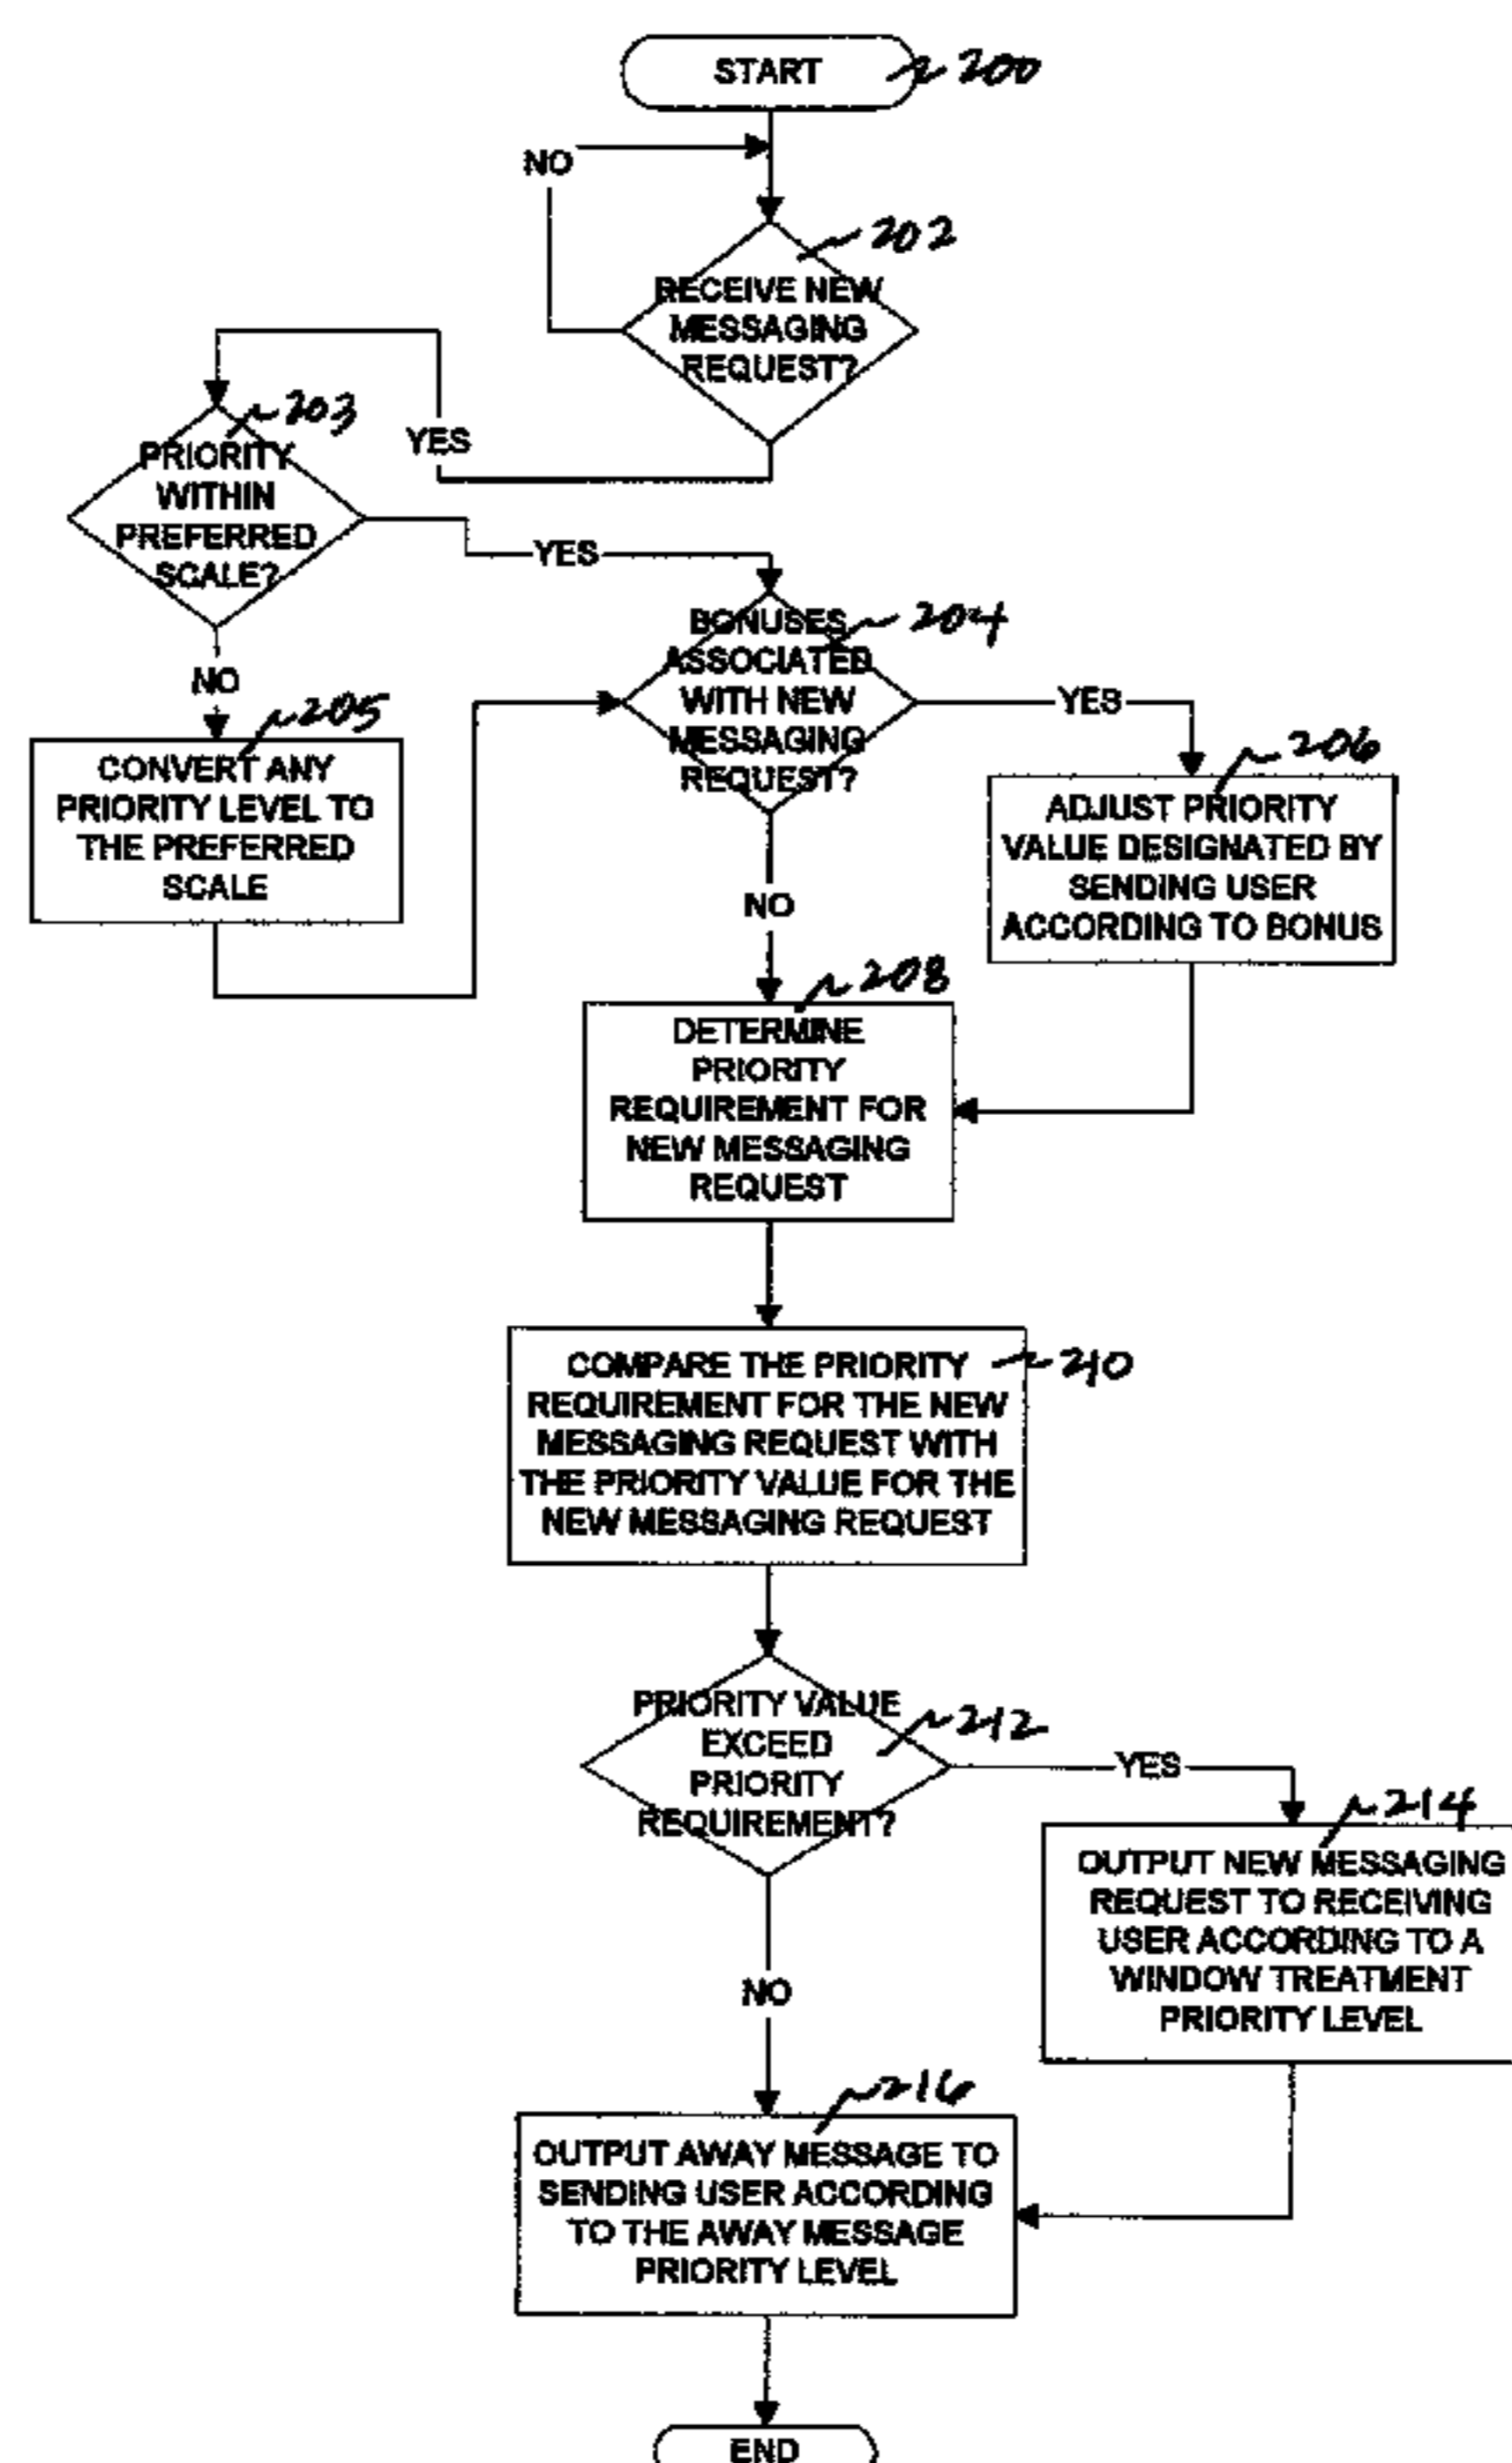 START
200
NO
202
RECEIVE NEW
MESSAGING
REQUEST?
203
PRIORITY
WITHIN
PREFERRED
SCALE?
YES
YES
NO
204
BONUSES
ASSOCIATED
WITH NEW
MESSAGING
REQUEST?
YES
205
CONVERT ANY
PRIORITY LEVEL TO
THE PREFERRED
SCALE
206
ADJUST PRIORITY
VALUE DESIGNATED BY
SENDING USER
ACCORDING TO BONUS
NO
208
DETERMINE
PRIORITY
REQUIREMENT FOR
NEW MESSAGING
REQUEST
210
COMPARE THE PRIORITY
REQUIREMENT FOR THE NEW
MESSAGING REQUEST WITH
THE PRIORITY VALUE FOR THE
NEW MESSAGING REQUEST
212
PRIORITY VALUE
EXCEED
PRIORITY
REQUIREMENT?
YES
214
OUTPUT NEW MESSAGING
REQUEST TO RECEIVING
USER ACCORDING TO A
WINDOW TREATMENT
PRIORITY LEVEL
NO
216
OUTPUT AWAY MESSAGE TO
SENDING USER ACCORDING
TO THE AWAY MESSAGE
PRIORITY LEVEL
END